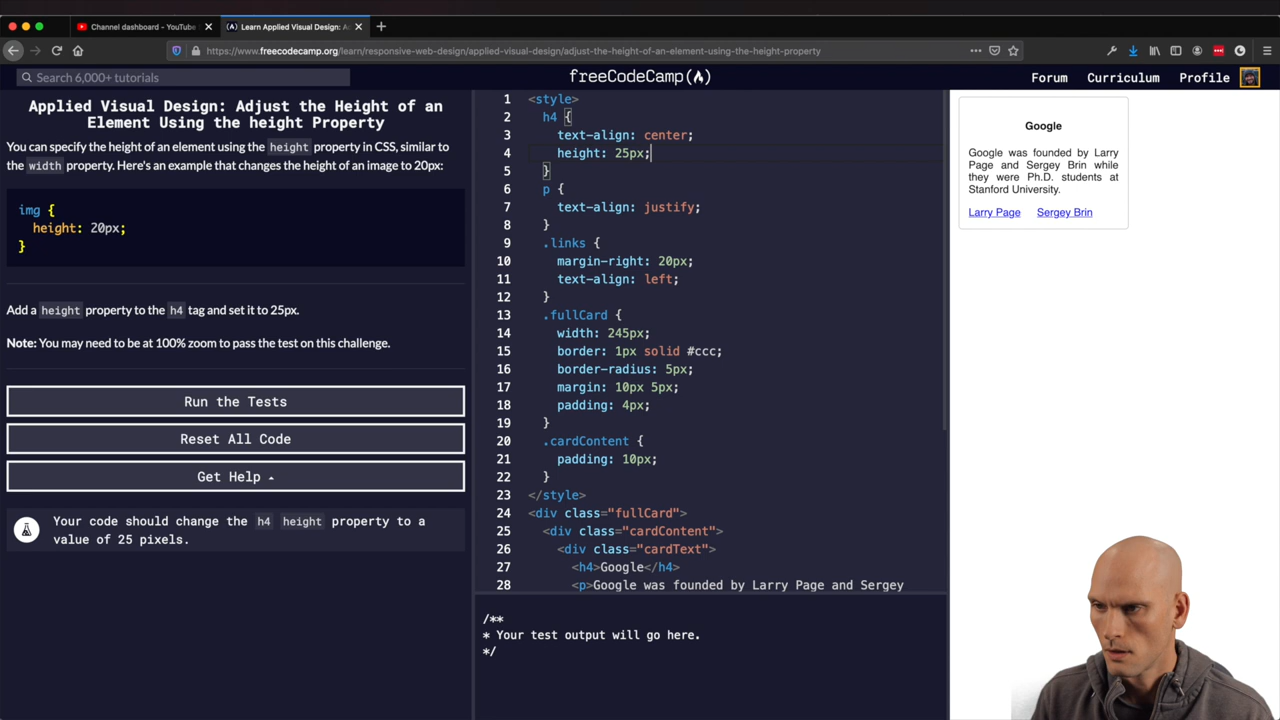 Channel dashboard - YouTube
Learn Applied Visual Design: A
https://www.freecodecamp.org/learn/responsive-web-design/applied-visual-design/adjust-the-height-of-an-element-using-the-height-property
Search 6,000+ tutorials
freeCodeCamp
Forum
Curriculum
Profile
Applied Visual Design: Adjust the Height of an
Element Using the height Property
You can specify the height of an element using the height property in CSS, similar to
the width property. Here's an example that changes the height of an image to 20px:
img {
height: 20px;
}
Add a height property to the h4 tag and set it to 25px.
Note: You may need to be at 100% zoom to pass the test on this challenge.
Run the Tests
Reset All Code
Get Help
Your code should change the h4 height property to a
value of 25 pixels.
1 <style>
2 h4 {
3 text-align: center;
4 height: 25px;
5 }
6 p {
7 text-align: justify;
8 }
9 .links {
10 margin-right: 20px;
11 text-align: left;
12 }
13 .fullCard {
14 width: 245px;
15 border: 1px solid #ccc;
16 border-radius: 5px;
17 margin: 10px 5px;
18 padding: 4px;
19 }
20 .cardContent {
21 padding: 10px;
22 }
23 </style>
24 <div class="fullCard">
25 <div class="cardContent">
26 <div class="cardText">
27 <h4>Google</h4>
28 <p>Google was founded by Larry Page and Sergey
/**
* Your test output will go here.
*/
Google
Google was founded by Larry
Page and Sergey Brin while
they were Ph.D. students at
Stanford University.
Larry Page Sergey Brin